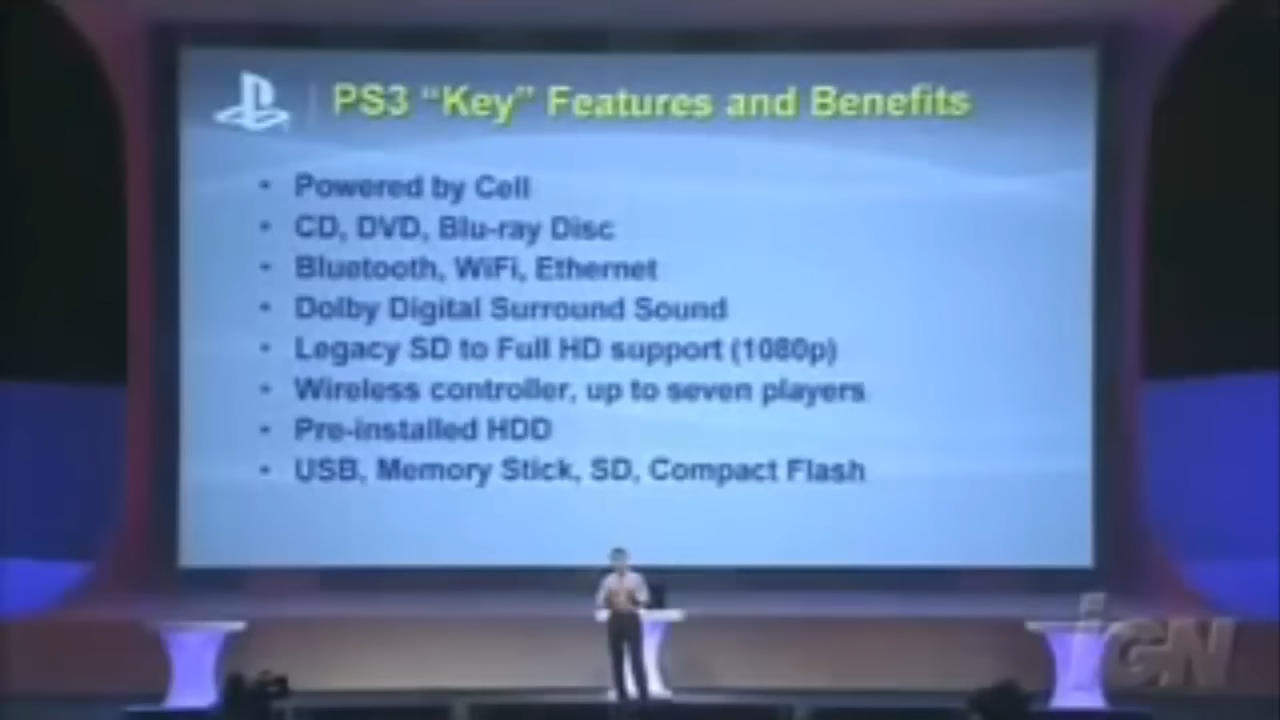 PS3 “Key” Features and Benefits
• Powered by Cell
• CD, DVD, Blu-ray Disc
• Bluetooth, WiFi, Ethernet
• Dolby Digital Surround Sound
• Legacy SD to Full HD support (1080p)
• Wireless controller, up to seven players
• Pre-installed HDD
• USB, Memory Stick, SD, Compact Flash
iGN